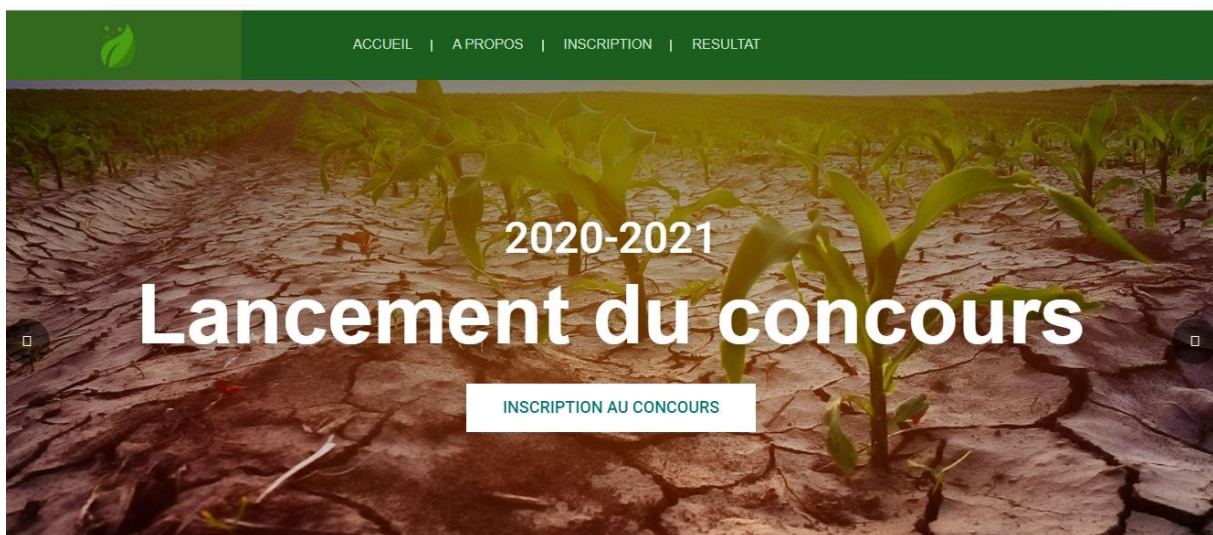 ACCUEIL | A PROPOS | INSCRIPTION | RESULTAT
2020-2021
Lancement du concours
INSCRIPTION AU CONCOURS